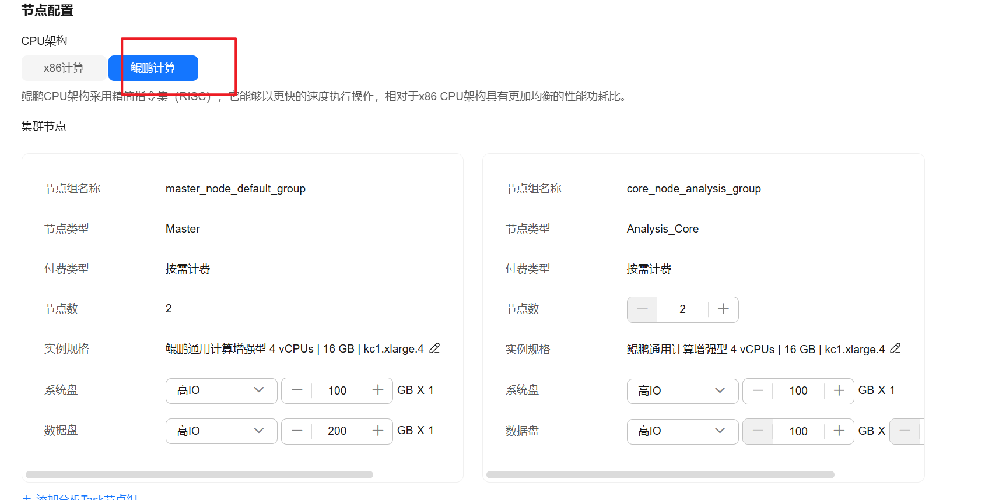 节点配置
CPU架构
x86计算
鲲鹏计算
鲲鹏CPU架构采用精简指令集（RISC），它能够以更快的速度执行操作，相对于x86 CPU架构具有更加均衡的性能功耗比。
集群节点
节点组名称 master_node_default_group
节点类型 Master
付费类型 按需计费
节点数 2
实例规格 鲲鹏通用计算增强型 4 vCPUs | 16 GB | kc1.xlarge.4
系统盘 高IO 100 GB X 1
数据盘 高IO 200 GB X 1
节点组名称 core_node_analysis_group
节点类型 Analysis_Core
付费类型 按需计费
节点数 2
实例规格 鲲鹏通用计算增强型 4 vCPUs | 16 GB | kc1.xlarge.4
系统盘 高IO 100 GB X 1
数据盘 高IO 100 GB X
添加分析Task节点组